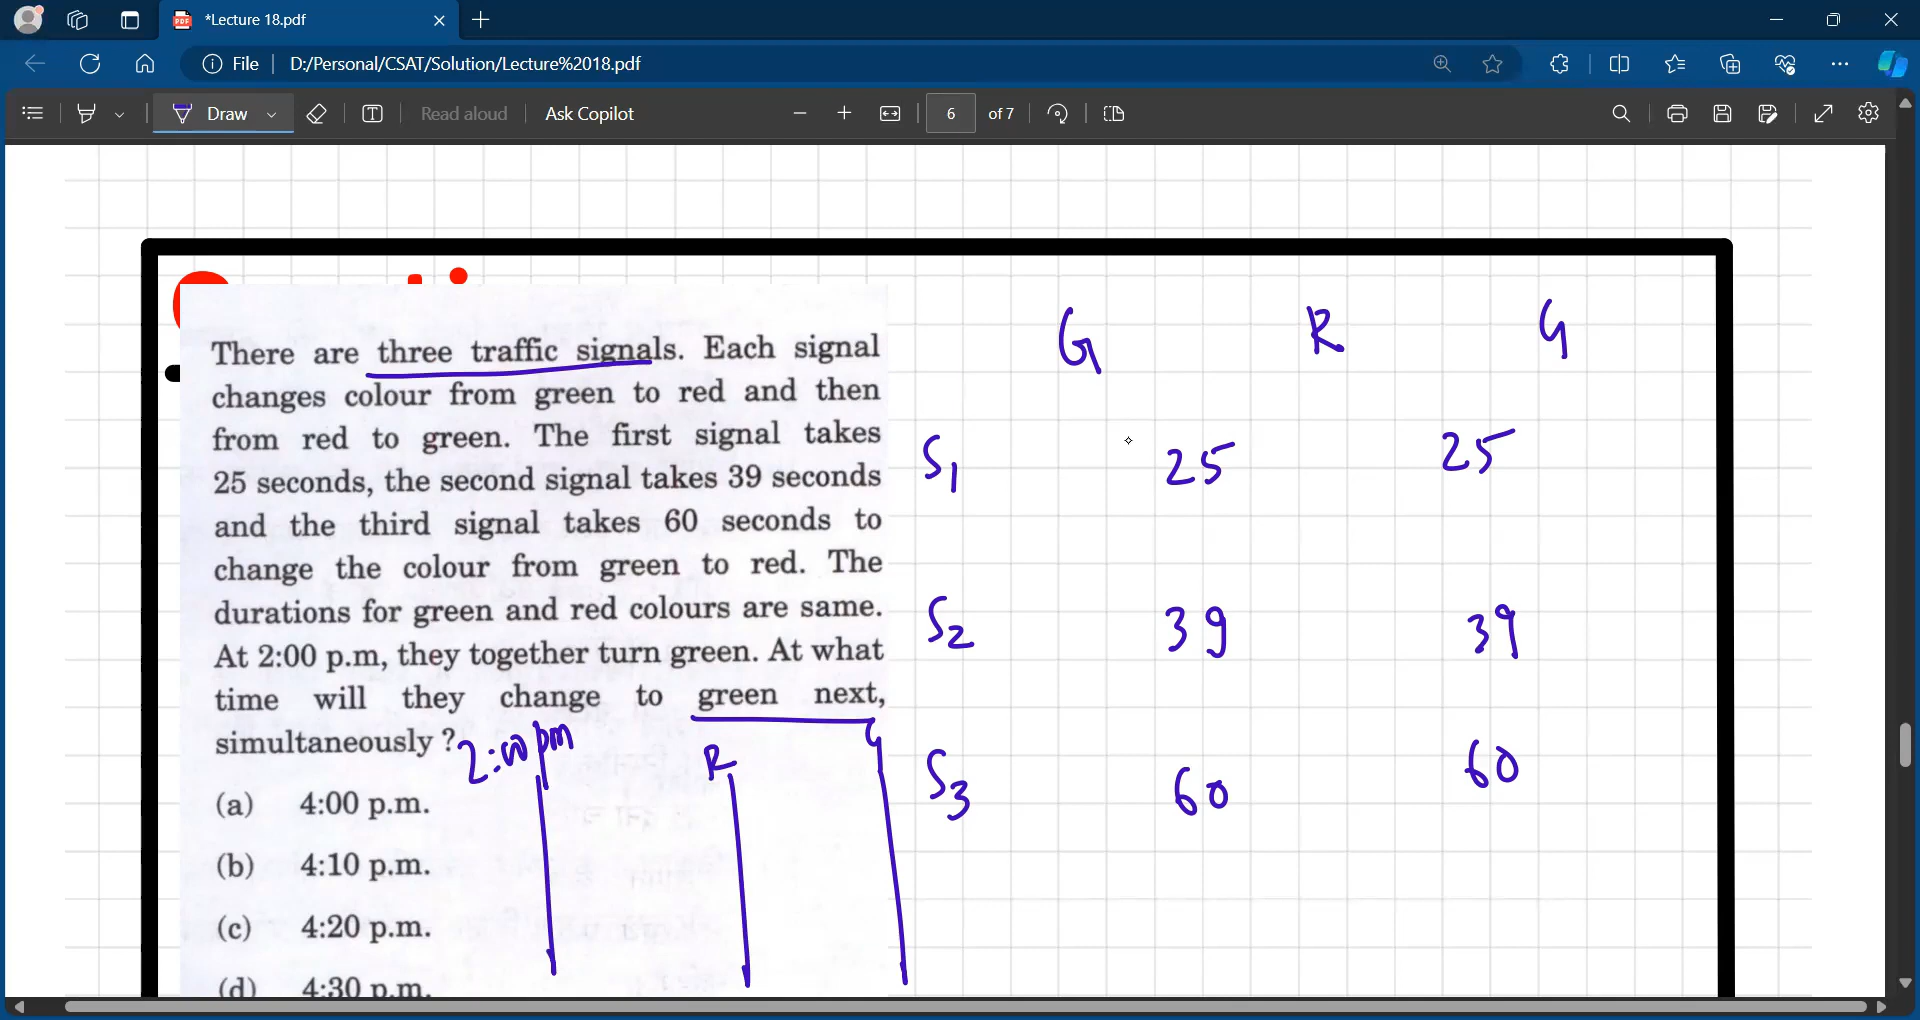 *Lecture 18.pdf
File
D:/Personal/CSAT/Solution/Lecture%2018.pdf
Draw
Read aloud
Ask Copilot
6 of 7
There are three traffic signals. Each signal
changes colour from green to red and then
from red to green. The first signal takes
25 seconds, the second signal takes 39 seconds
and the third signal takes 60 seconds to
change the colour from green to red. The
durations for green and red colours are same.
At 2:00 p.m, they together turn green. At what
time will they change to green next,
simultaneously ?
2:00 pm R G
(a) 4:00 p.m.
(b) 4:10 p.m.
(c) 4:20 p.m.
(d) 4:30 p.m.
G R G
S1 25 25
S2 39 39
S3 60 60